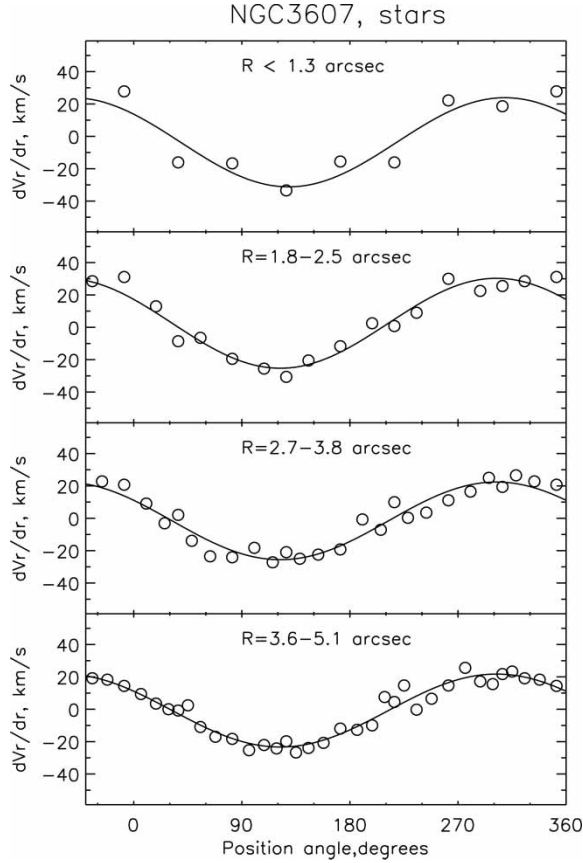 NGC3607, stars
R < 1.3 arcsec
dVr/dr, km/s
40
20
0
−20
−40
R=1.8−2.5 arcsec
dVr/dr, km/s
40
20
0
−20
−40
R=2.7−3.8 arcsec
dVr/dr, km/s
40
20
0
−20
−40
R=3.6−5.1 arcsec
dVr/dr, km/s
40
20
0
−20
−40
0 90 180 270 360
Position angle,degrees